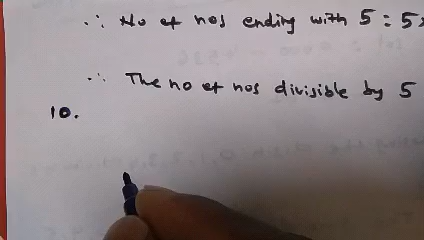 ∴ No of nos ending with 5 = 5
∴ The no of nos divisible by 5
10.